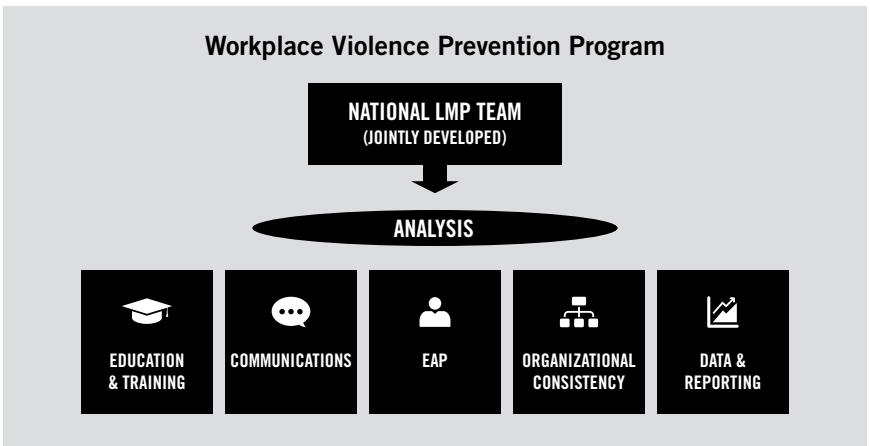 Workplace Violence Prevention Program
NATIONAL LMP TEAM
(JOINTLY DEVELOPED)
ANALYSIS
EDUCATION
& TRAINING
COMMUNICATIONS
EAP
ORGANIZATIONAL
CONSISTENCY
DATA &
REPORTING